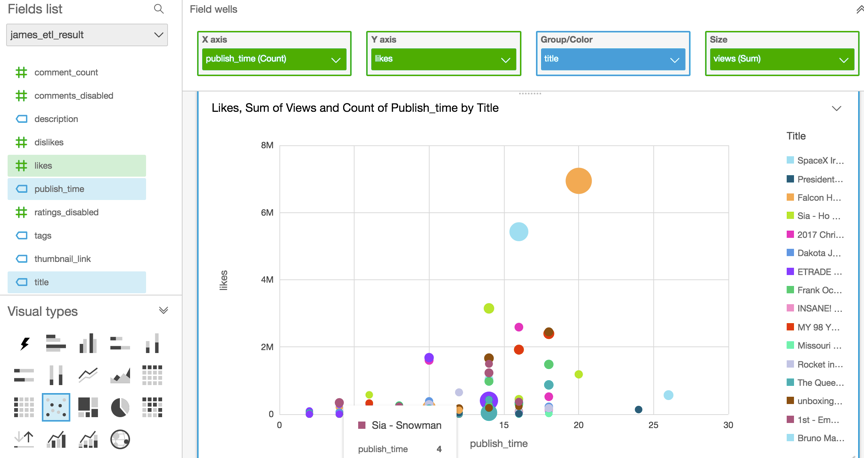 Fields list
james_etl_result
comment_count
comments_disabled
description
dislikes
likes
publish_time
ratings_disabled
tags
thumbnail_link
title
Visual types
Field wells
X axis
publish_time (Count)
Y axis
likes
Group/Color
title
Size
views (Sum)
Likes, Sum of Views and Count of Publish_time by Title
8M
6M
4M
2M
0
likes
0
15
20
25
30
publish_time
Sia - Snowman
publish_time 4
Title
SpaceX Ir...
President...
Falcon H...
Sia - Ho ...
2017 Chri...
Dakota J...
ETRADE ...
Frank Oc...
INSANE! ...
MY 98 Y...
Missouri ...
Rocket in...
The Quee...
unboxing...
1st - Em...
Bruno Ma...